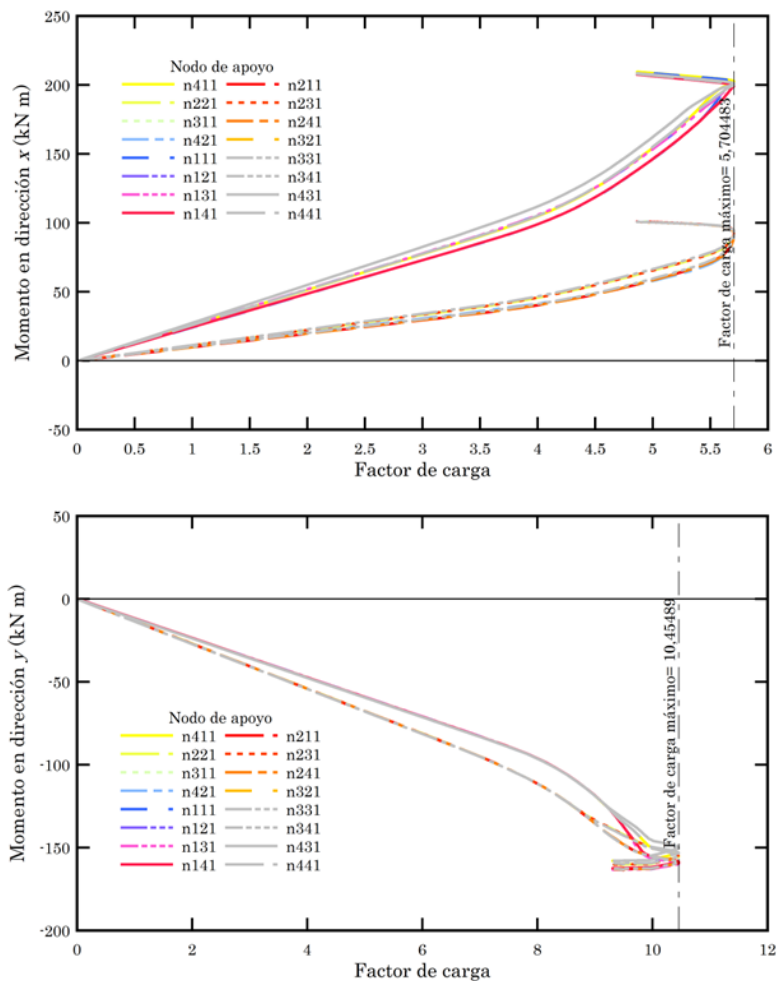 250
200
150
100
50
0
-50
Momento en dirección x (kN m)
Nodo de apoyo
n411 n211
n221 n231
n311 n241
n421 n321
n111 n331
n121 n341
n131 n431
n141 n441
Factor de carga máximo= 5,704483
0 0.5 1 1.5 2 2.5 3 3.5 4 4.5 5 5.5 6
Factor de carga
50
0
-50
-100
-150
-200
Momento en dirección y (kN m)
Nodo de apoyo
n411 n211
n221 n231
n311 n241
n421 n321
n111 n331
n121 n341
n131 n431
n141 n441
Factor de carga máximo= 10,45489
0 2 4 6 8 10 12
Factor de carga